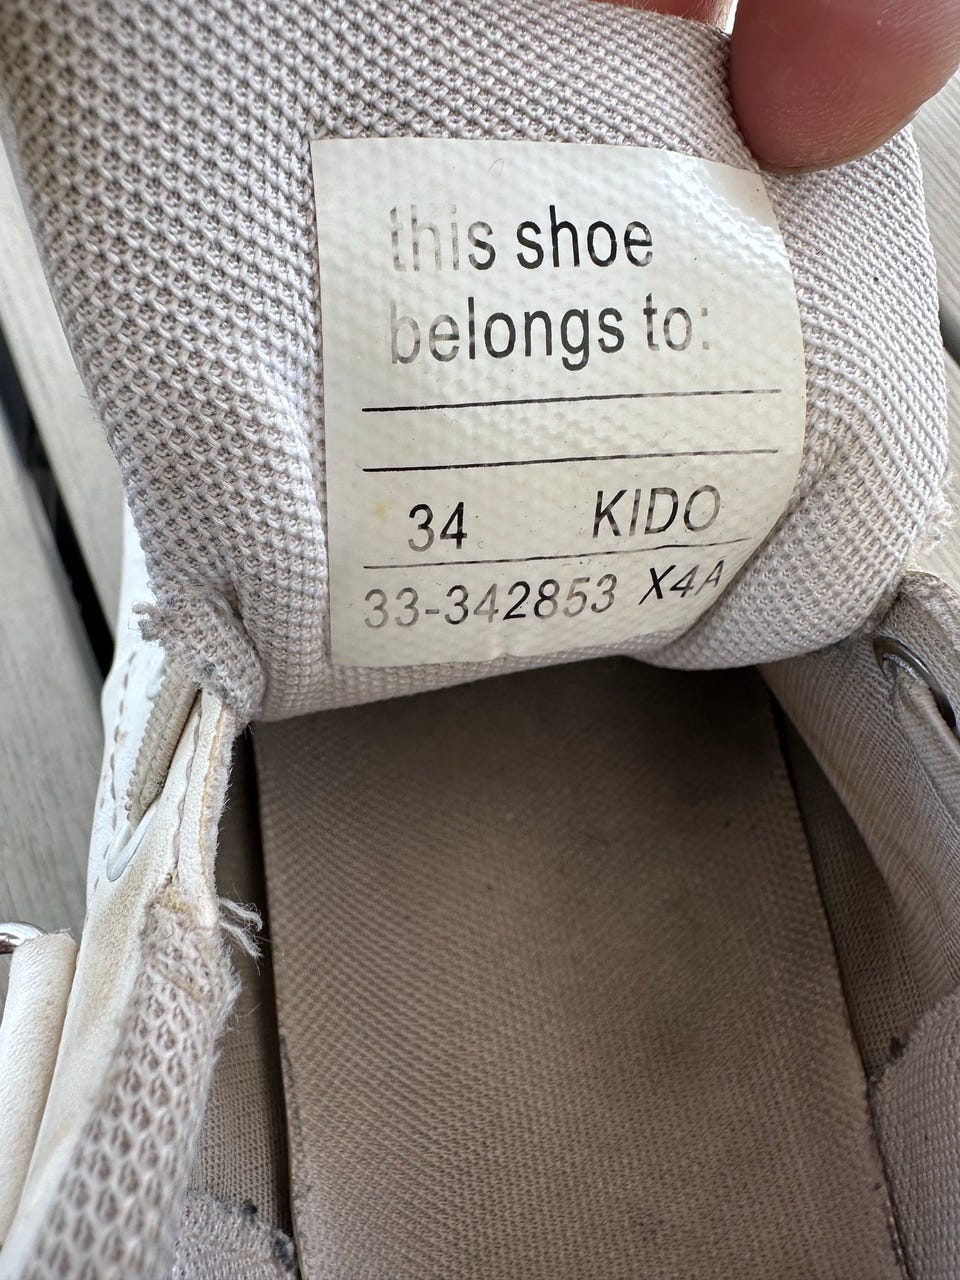 this shoe
belongs to:
34 KIDO
33-342853 X4A